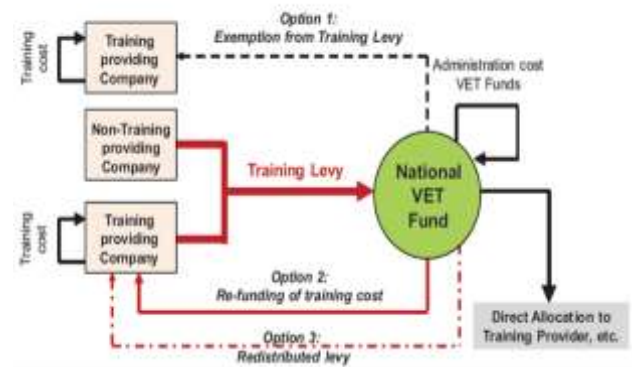 Option 1:
Exemption from Training Levy
Training
cost
Training
providing
Company
Administration cost
VET Funds
Non-Training
providing
Company
Training Levy
National
VET
Fund
Training
cost
Training
providing
Company
Option 2:
Re-funding of training cost
Option 3:
Redistributed levy
Direct Allocation to
Training Provider, etc.